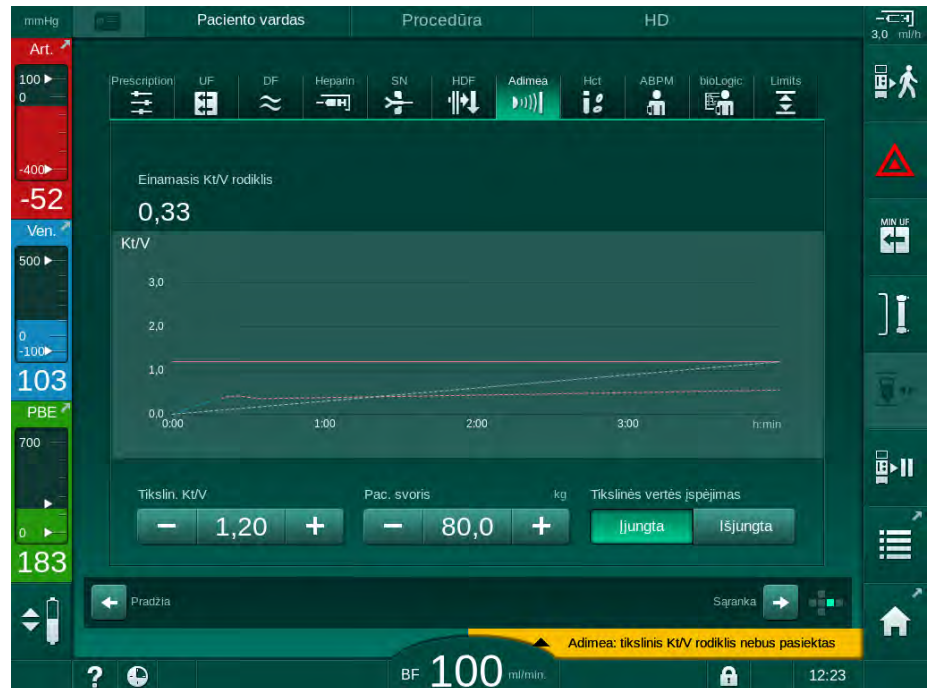 mmHg
Paciento vardas
Procedūra
HD
3,0 ml/h
Art.
100
0
-400
-52
Ven.
500
0
-100
103
PBE
700
0
183
Prescription
UF
DF
Heparin
SN
HDF
Adimea
Hct
ABPM
bioLogic
Limits
Einamasis Kt/V rodiklis
0,33
Kt/V
3,0
2,0
1,0
0,0
0:00 1:00 2:00 3:00 h:min
Tikslin. Kt/V
Pac. svoris kg
Tikslinės vertės įspėjimas
− 1,20 +
− 80,0 +
Įjungta Išjungta
Pradžia
Sąranka
MIN UF
Adimea: tikslinis Kt/V rodiklis nebus pasiektas
? BF 100 ml/min. 12:23